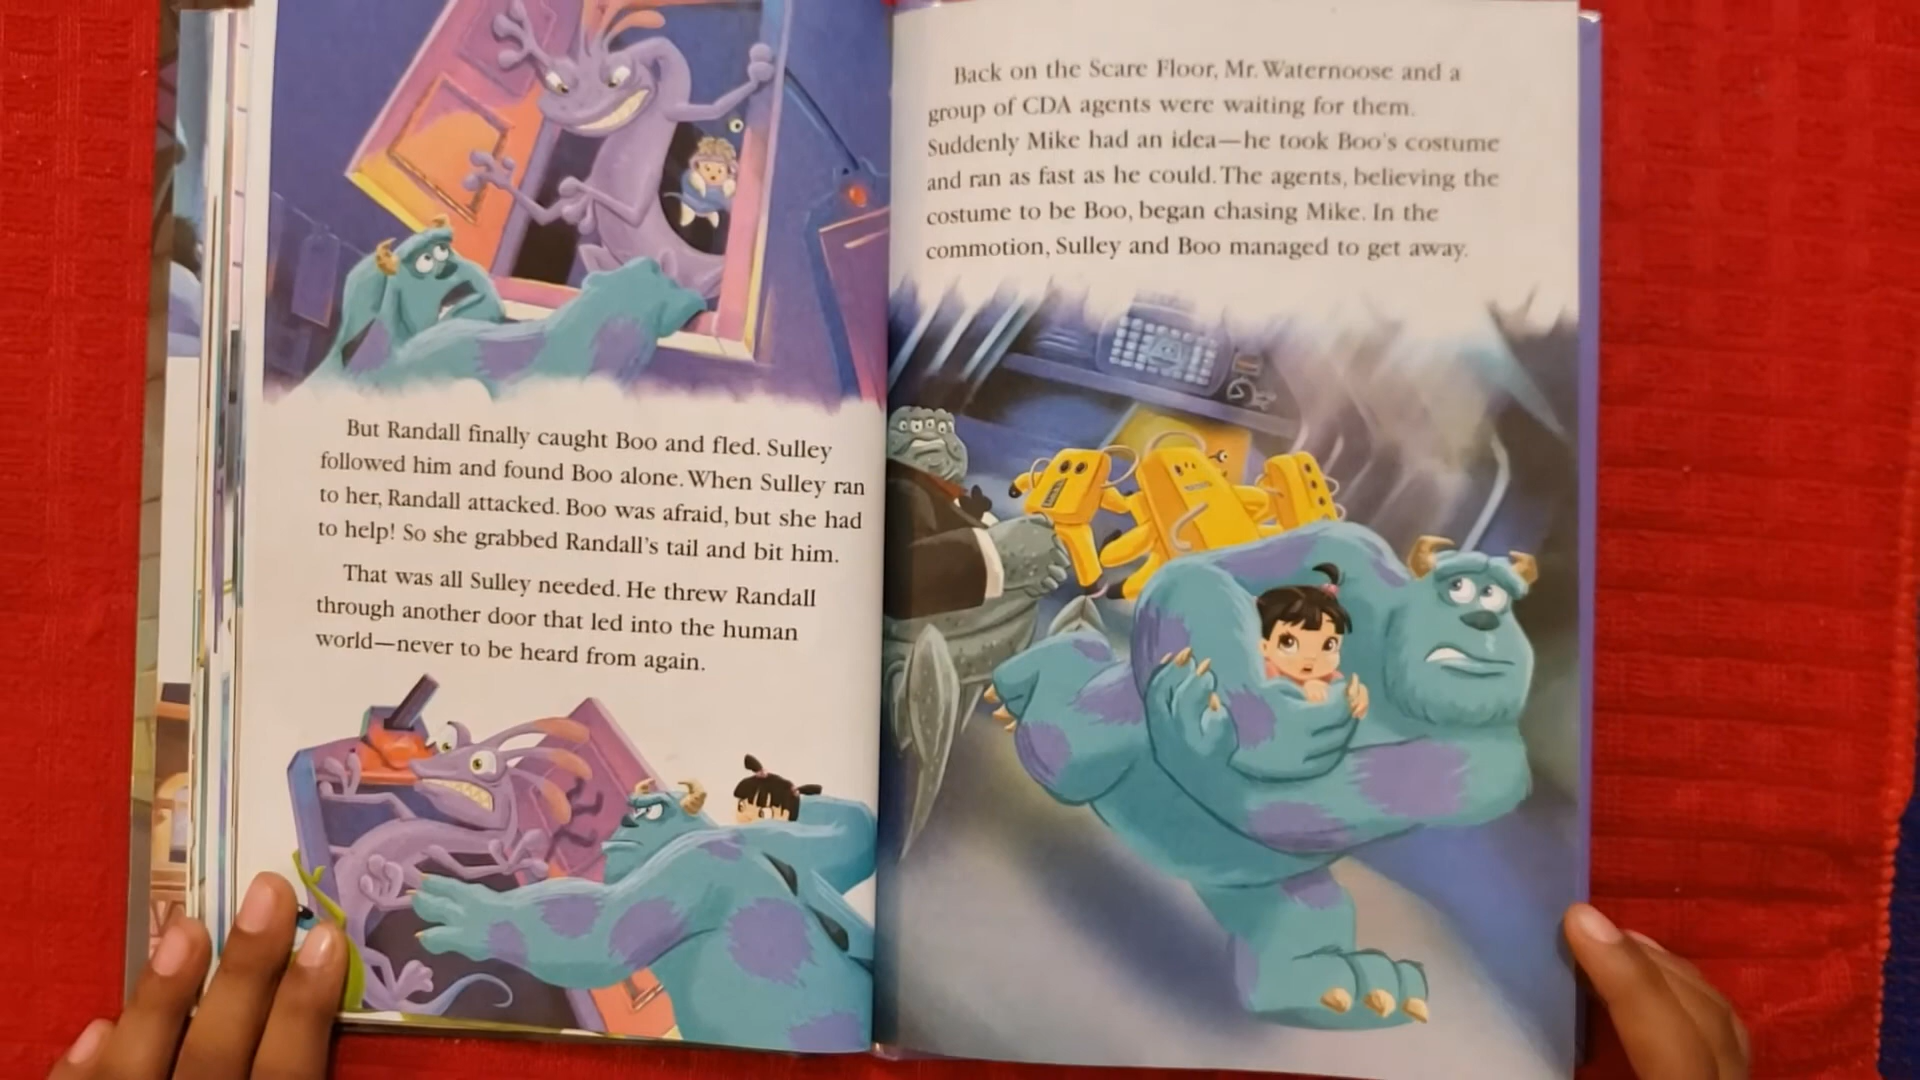 But Randall finally caught Boo and fled. Sulley
followed him and found Boo alone. When Sulley ran
to her, Randall attacked. Boo was afraid, but she had
to help! So she grabbed Randall's tail and bit him.
That was all Sulley needed. He threw Randall
through another door that led into the human
world—never to be heard from again.
Back on the Scare Floor, Mr. Waternoose and a
group of CDA agents were waiting for them.
Suddenly Mike had an idea—he took Boo's costume
and ran as fast as he could. The agents, believing the
costume to be Boo, began chasing Mike. In the
commotion, Sulley and Boo managed to get away.